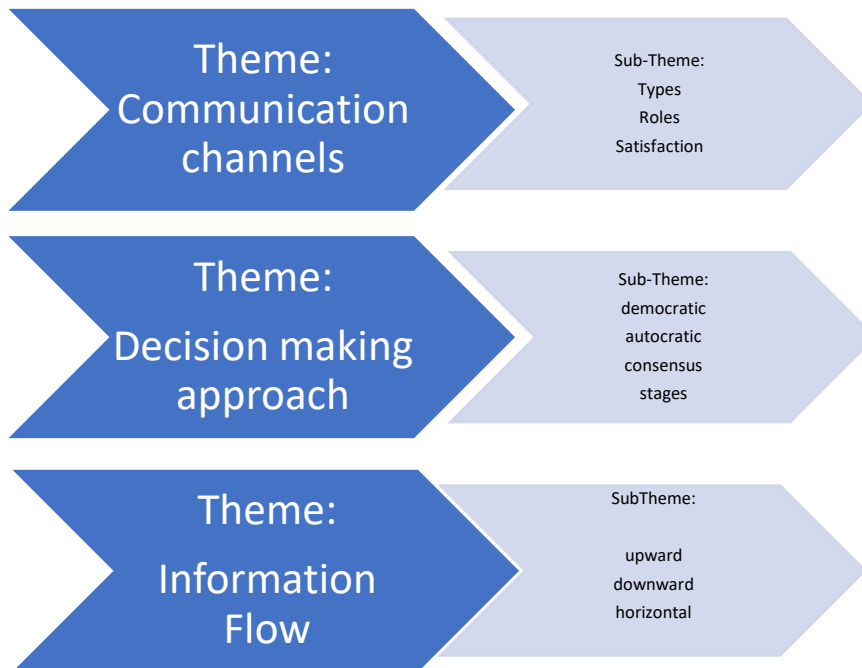 Theme:
Communication
channels
Sub-Theme:
Types
Roles
Satisfaction
Theme:
Decision making
approach
Sub-Theme:
democratic
autocratic
consensus
stages
Theme:
Information
Flow
SubTheme:
upward
downward
horizontal